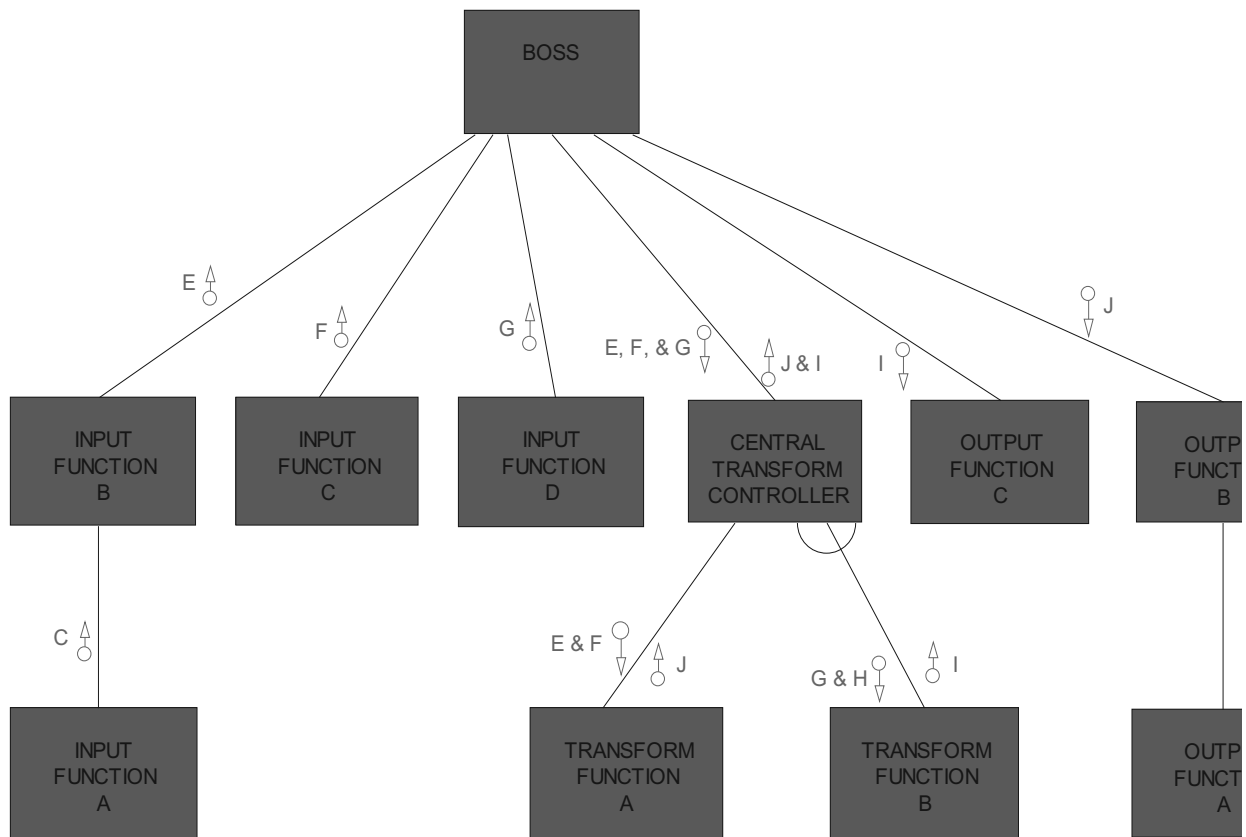 BOSS
E
F
G
E, F, & G
J & I
I
J
INPUT
FUNCTION
B
INPUT
FUNCTION
C
INPUT
FUNCTION
D
CENTRAL
TRANSFORM
CONTROLLER
OUTPUT
FUNCTION
C
B
C
E & F
J
G & H
I
INPUT
FUNCTION
A
TRANSFORM
FUNCTION
A
TRANSFORM
FUNCTION
B
A